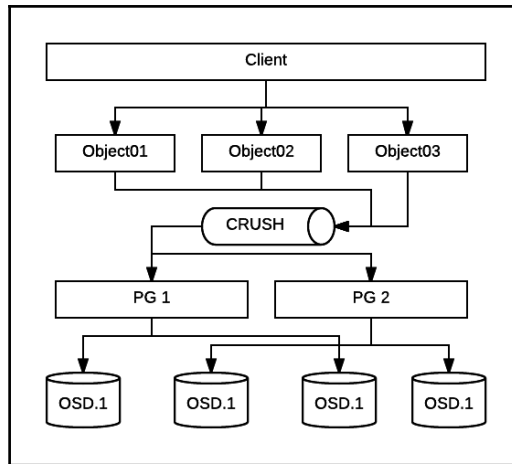 Client
Object01
Object02
Object03
CRUSH
PG 1
PG 2
OSD.1
OSD.1
OSD.1
OSD.1